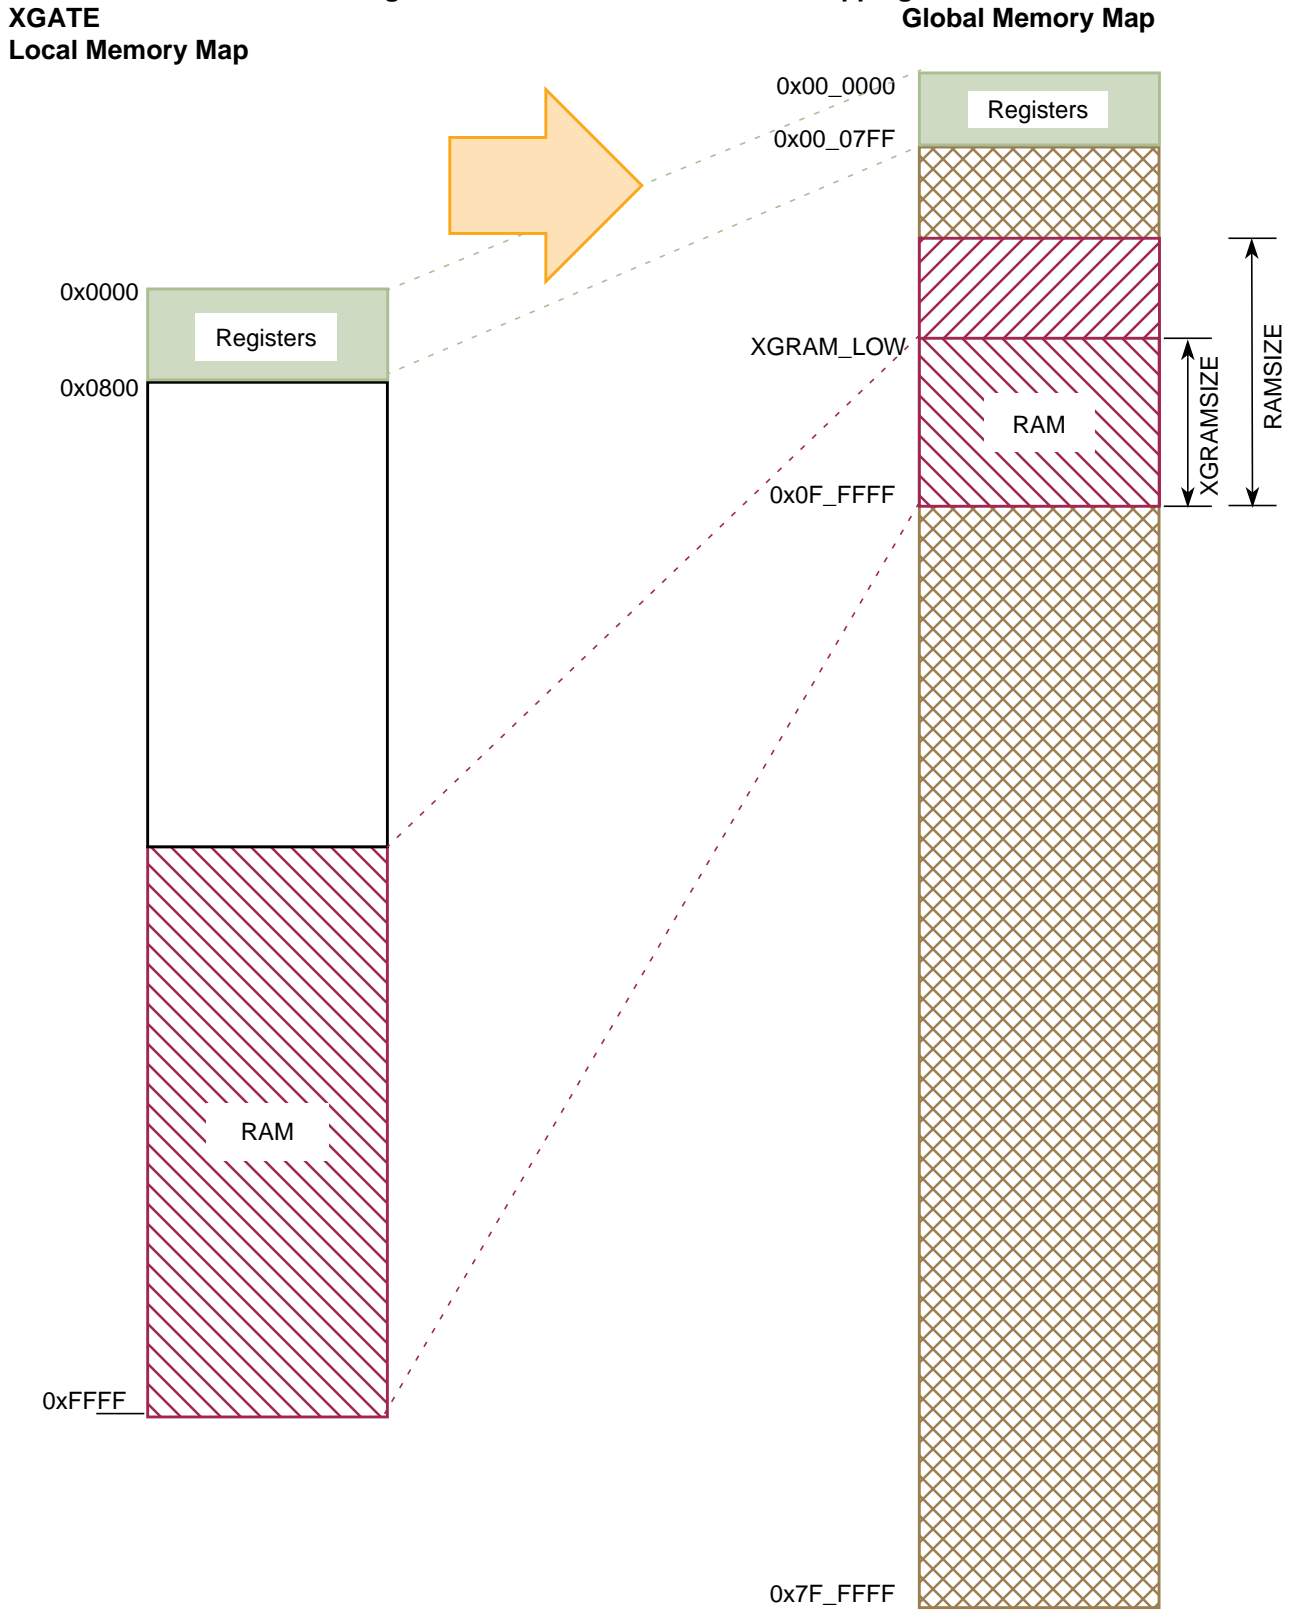 XGATE
Local Memory Map
Global Memory Map
0x00_0000
Registers
0x00_07FF
0x0000
Registers
0x0800
XGRAM_LOW
RAM
XGRAMSIZE
RAMSIZE
0x0F_FFFF
RAM
0xFFFF
0x7F_FFFF